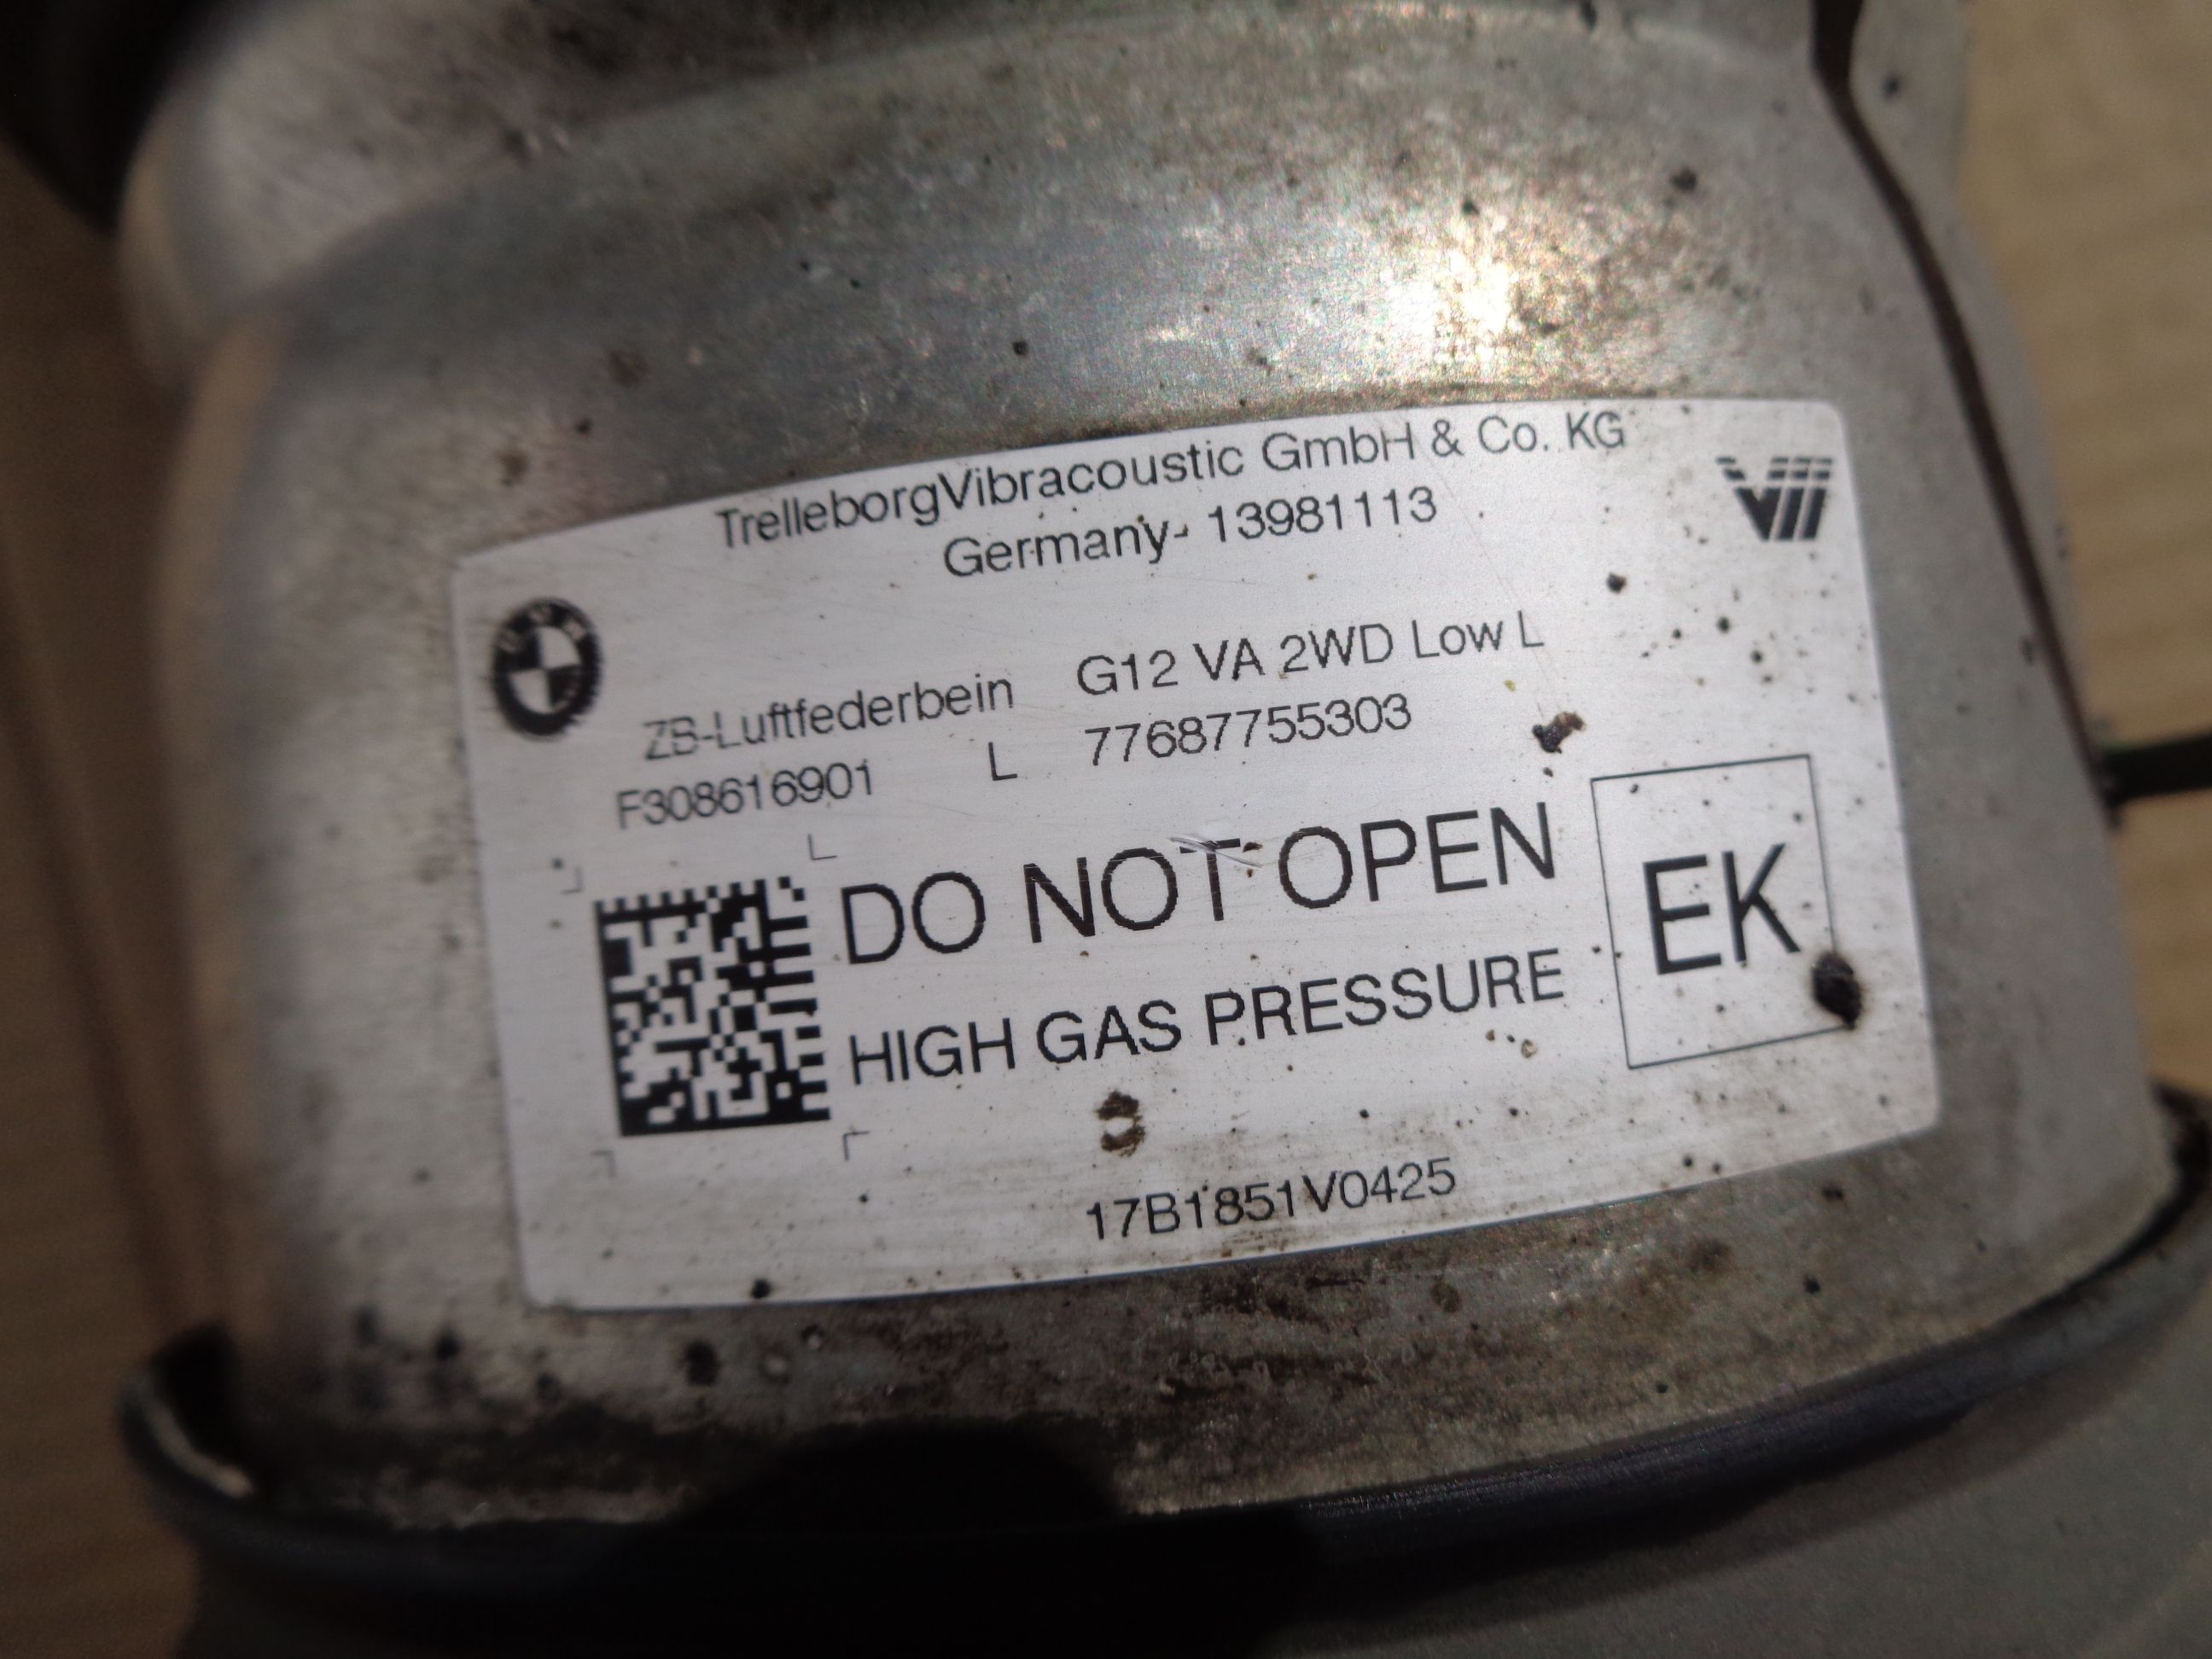 TrelleborgVibracoustic GmbH & Co. KG
Germany- 13981113
ZB-Luftfederbein G12 VA 2WD Low L
F308616901 L 77687755303
DO NOT OPEN
HIGH GAS PRESSURE
EK
17B1851V0425